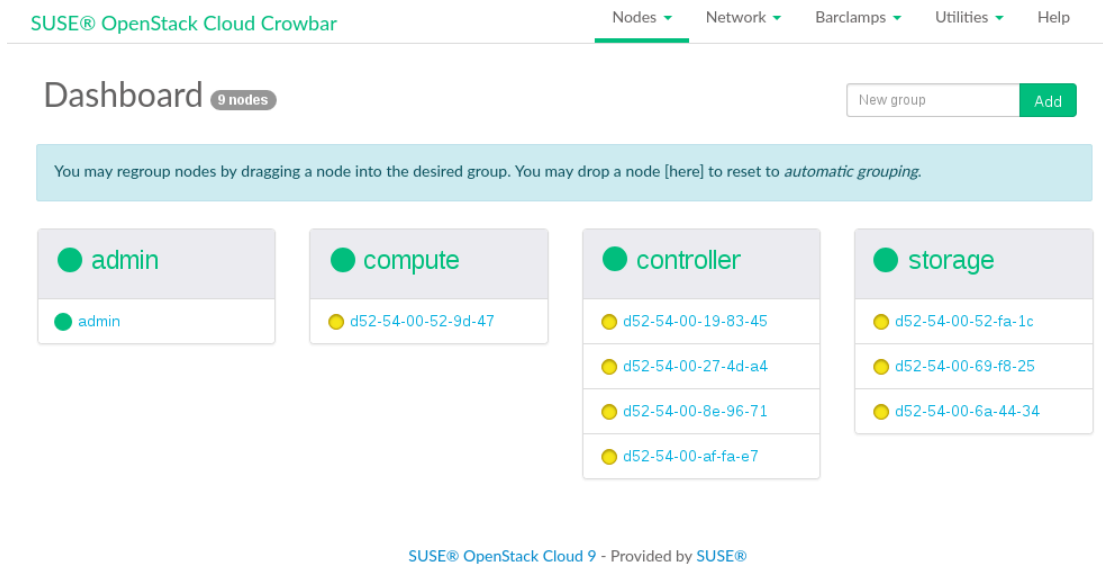 SUSE® OpenStack Cloud Crowbar
Nodes Network Barclamps Utilities Help
Dashboard 9 nodes
New group Add
You may regroup nodes by dragging a node into the desired group. You may drop a node [here] to reset to automatic grouping.
admin
admin
compute
d52-54-00-52-9d-47
controller
d52-54-00-19-83-45
d52-54-00-27-4d-a4
d52-54-00-8e-96-71
d52-54-00-af-fa-e7
storage
d52-54-00-52-fa-1c
d52-54-00-69-f8-25
d52-54-00-6a-44-34
SUSE® OpenStack Cloud 9 - Provided by SUSE®